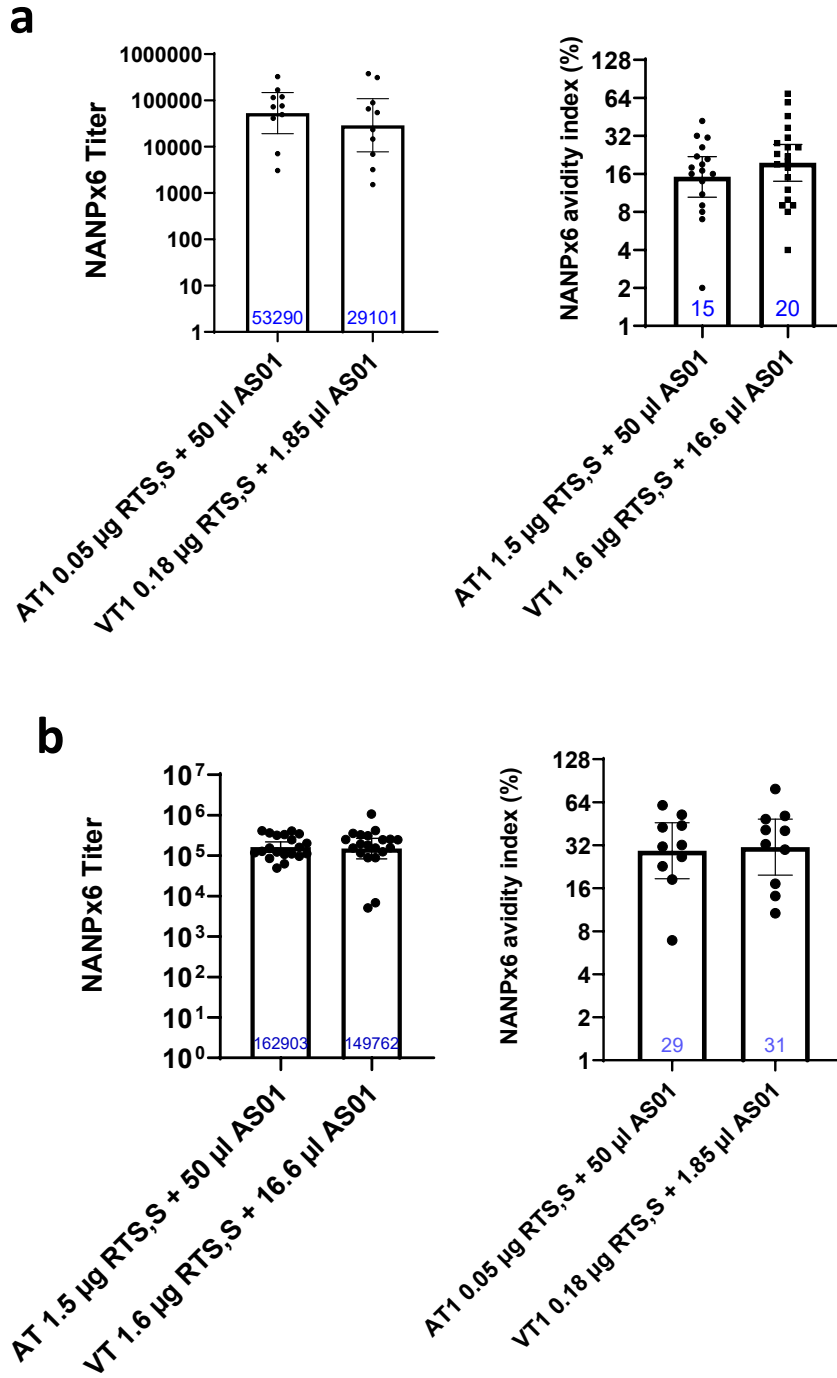 a
NANPx6 Titer
1000000
100000
10000
1000
100
10
1
53290
29101
AT1 0.05 µg RTS,S + 50 µl AS01
VT1 0.18 µg RTS,S + 1.85 µl AS01
NANPx6 avidity index (%)
128
64
32
16
8
4
2
1
15
20
AT1 1.5 µg RTS,S + 50 µl AS01
VT1 1.6 µg RTS,S + 16.6 µl AS01
b
NANPx6 Titer
10⁷
10⁶
10⁵
10⁴
10³
10²
10¹
10⁰
162903
149762
AT 1.5 µg RTS,S + 50 µl AS01
VT 1.6 µg RTS,S + 16.6 µl AS01
NANPx6 avidity index (%)
128
64
32
16
8
4
2
1
29
31
AT1 0.05 µg RTS,S + 50 µl AS01
VT1 0.18 µg RTS,S + 1.85 µl AS01